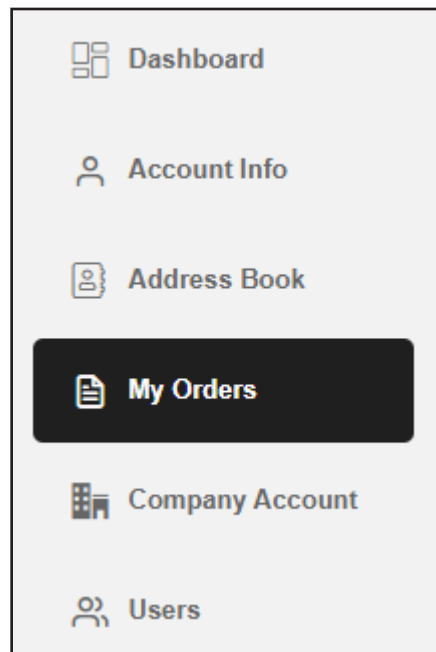 Dashboard
Account Info
Address Book
My Orders
Company Account
Users